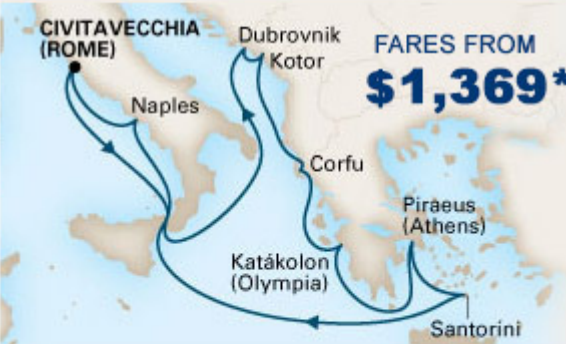 CIVITAVECCHIA
(ROME)
Dubrovnik
Kotor
FARES FROM
$1,369*
Naples
Corfu
Piraeus
(Athens)
Katákolon
(Olympia)
Santorini